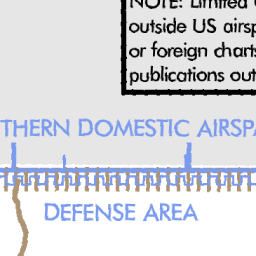 NOTE: Limited
outside US airsp
or foreign charts
publications out
THERN DOMESTIC AIRSPA
DEFENSE AREA